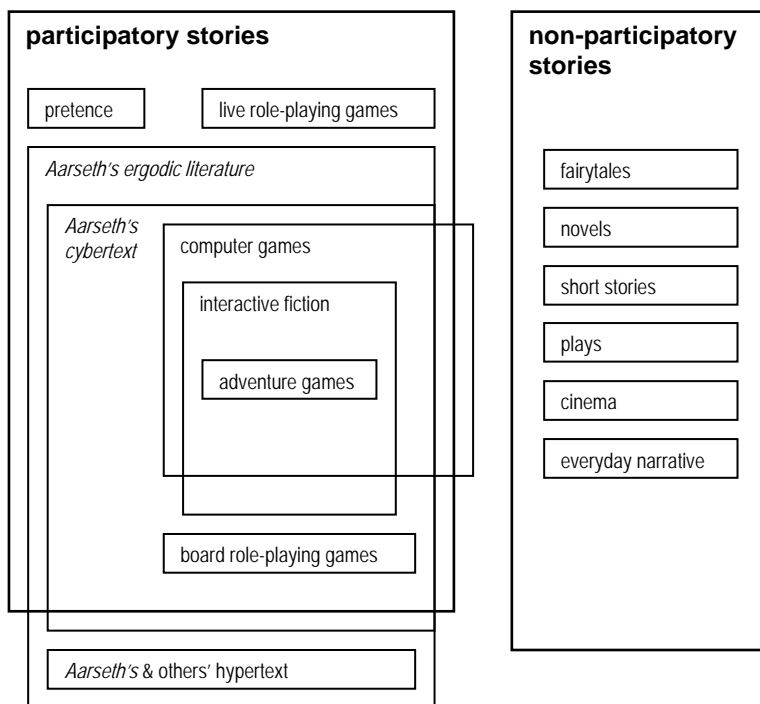 participatory stories
pretence
live role-playing games
Aarseth's ergodic literature
Aarseth's
cybertext
computer games
interactive fiction
adventure games
board role-playing games
Aarseth's & others’ hypertext
non-participatory
stories
fairytales
novels
short stories
plays
cinema
everyday narrative